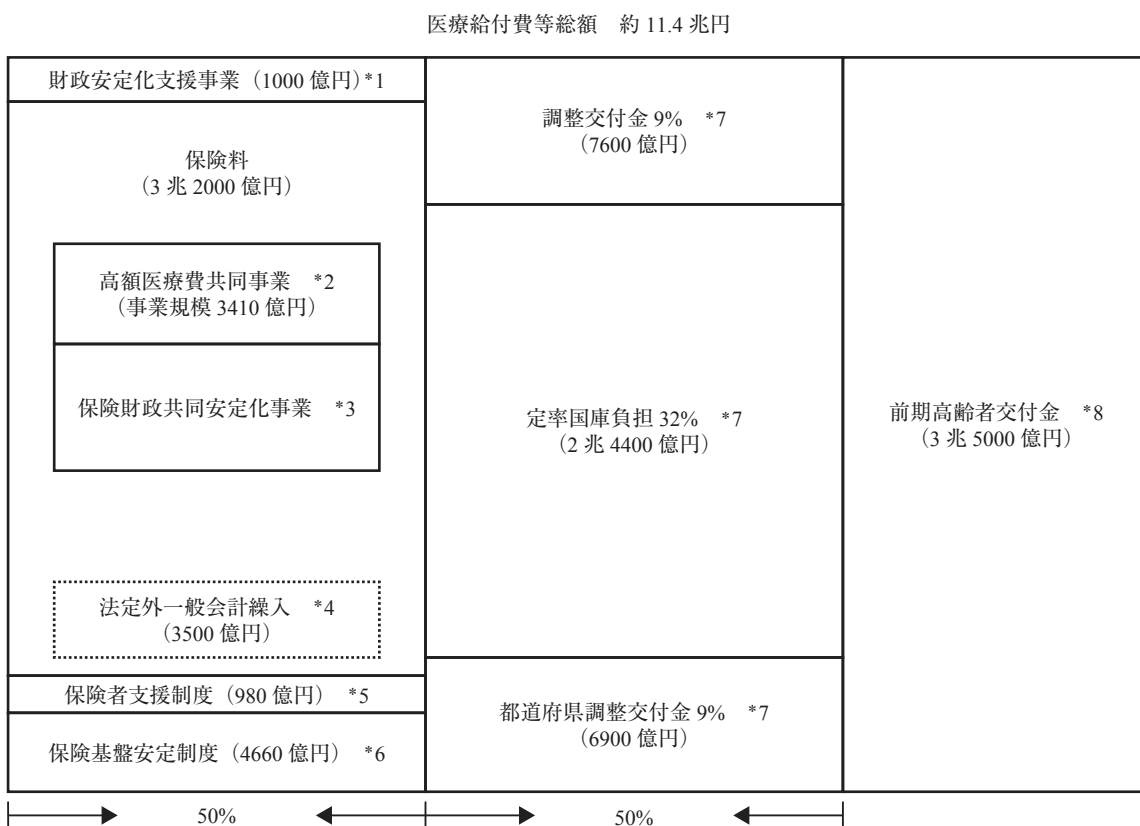 医療給付費等総額　約 11.4 兆円
財政安定化支援事業（1000 億円）*1
保険料
（3 兆 2000 億円）
高額医療費共同事業　*2
（事業規模 3410 億円）
保険財政共同安定化事業　*3
法定外一般会計繰入　*4
（3500 億円）
保険者支援制度（980 億円）　*5
保険基盤安定制度（4660 億円）　*6
調整交付金 9%　*7
（7600 億円）
定率国庫負担 32%　*7
（2 兆 4400 億円）
都道府県調整交付金 9%　*7
（6900 億円）
前期高齢者交付金　*8
（3 兆 5000 億円）
50%
50%